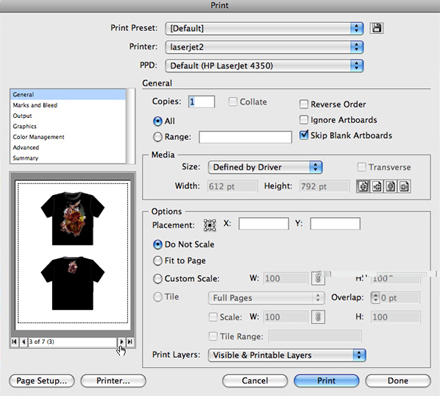 Print
Print Preset: [Default]
Printer: laserjet2
PPD: Default (HP LaserJet 4350)
General
Marks and Bleed
Output
Graphics
Color Management
Advanced
Summary
3 of 7 (3)
General
Copies: 1 Collate Reverse Order
All Ignore Artboards
Range: Skip Blank Artboards
Media
Size: Defined by Driver Transverse
Width: 612 pt Height: 792 pt
Options
Placement: X: Y:
Do Not Scale
Fit to Page
Custom Scale: W: 100 H: 100
Tile Full Pages Overlap: 0 pt
Scale: W: 100 H: 100
Tile Range:
Print Layers: Visible & Printable Layers
Page Setup... Printer... Cancel Print Done